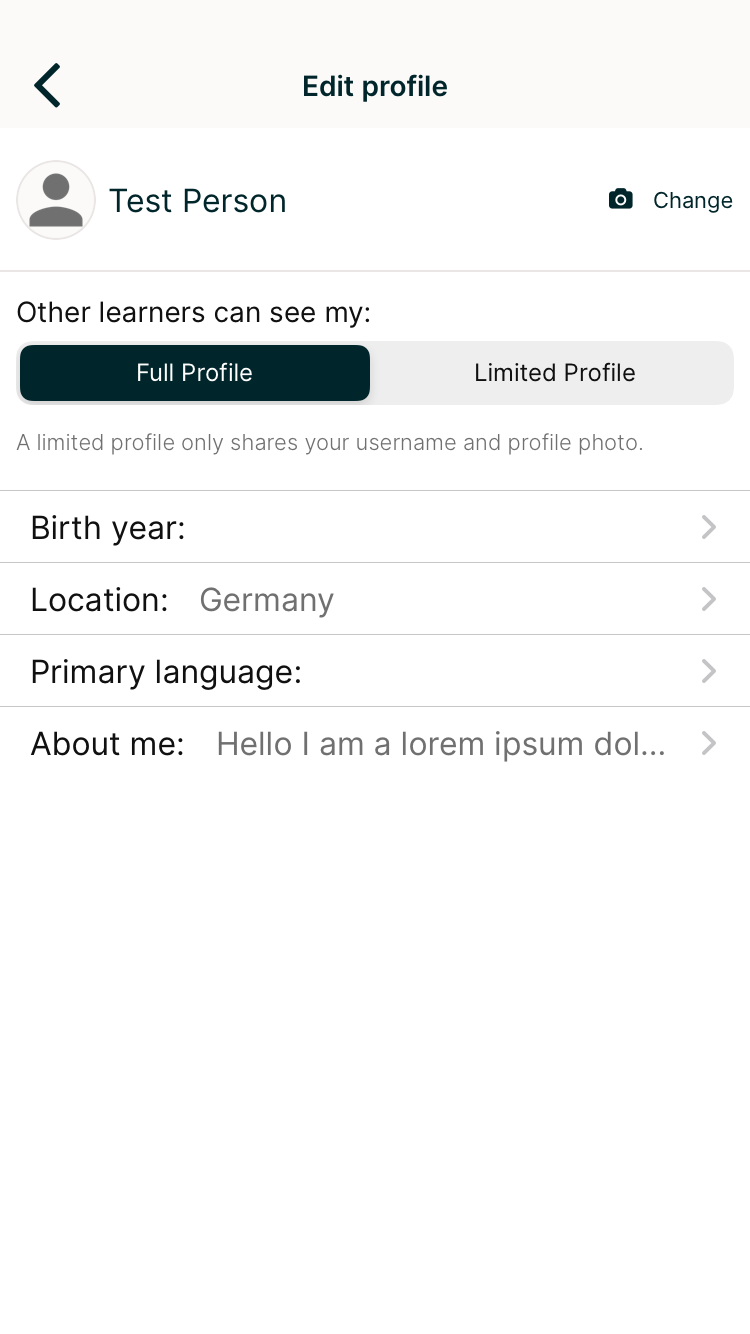 Edit profile
Test Person
Change
Other learners can see my:
Full Profile
Limited Profile
A limited profile only shares your username and profile photo.
Birth year:
Location: Germany
Primary language:
About me: Hello I am a lorem ipsum dol...